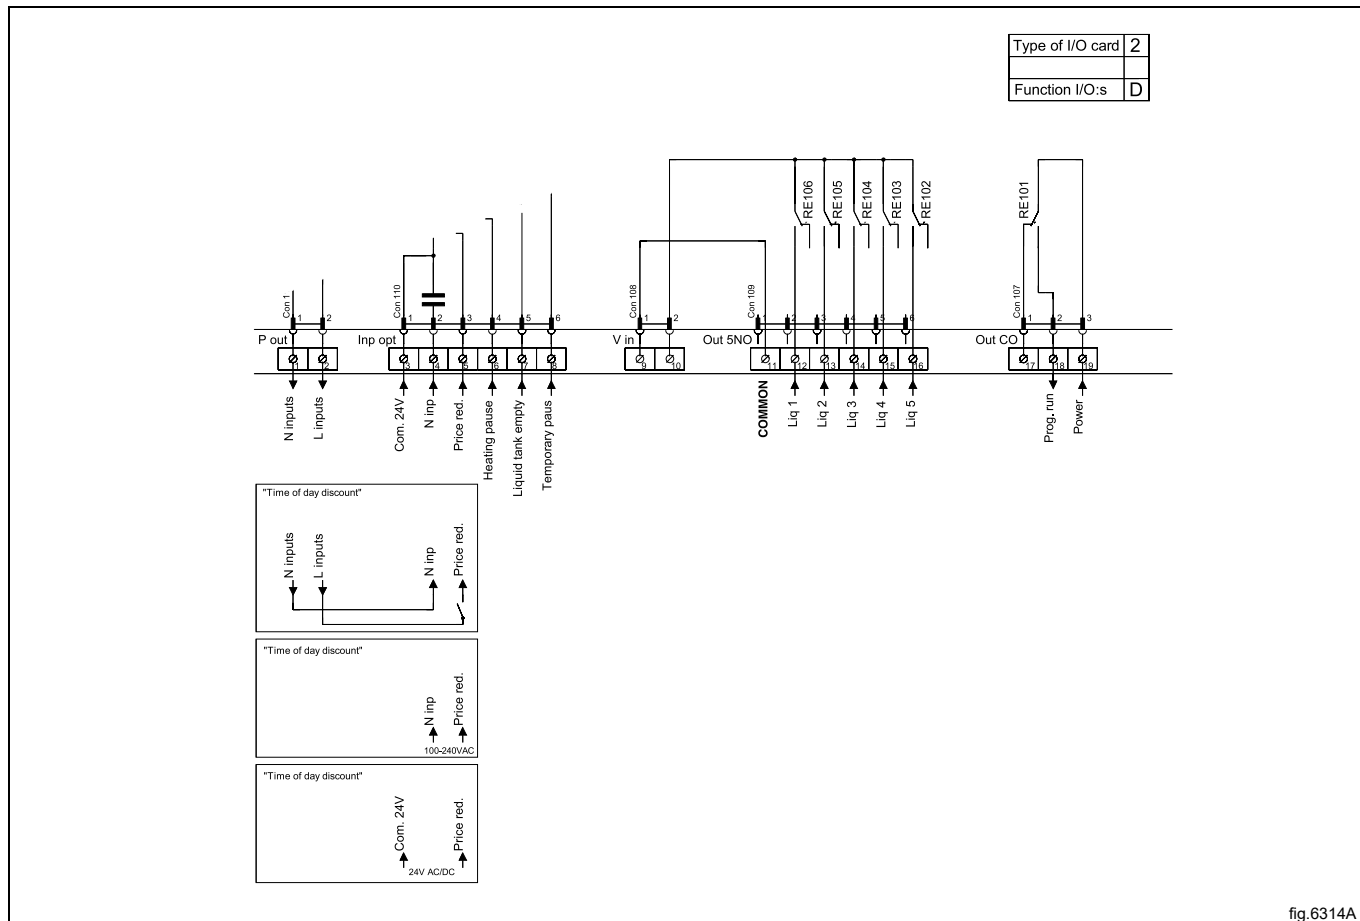 Type of I/O card 2
Function I/O:s D
RE106
RE105
RE104
RE103
RE102
RE101
Con 1
1
2
Con 110
1
2
3
4
5
6
Con 108
1
2
Con 109
1
2
3
4
5
6
Con 107
1
2
3
P out
Inp opt
V in
Out 5NO
Out CO
1
2
3
4
5
6
7
8
9
10
11
12
13
14
15
16
17
18
19
N inputs
L inputs
Com. 24V
N inp
Price red.
Heating pause
Liquid tank empty
Temporary paus
COMMON
Liq 1
Liq 2
Liq 3
Liq 4
Liq 5
Prog. run
Power
"Time of day discount"
N inputs
L inputs
N inp
Price red.
"Time of day discount"
N inp
Price red.
100-240VAC
"Time of day discount"
Com. 24V
Price red.
24V AC/DC
fig.6314A